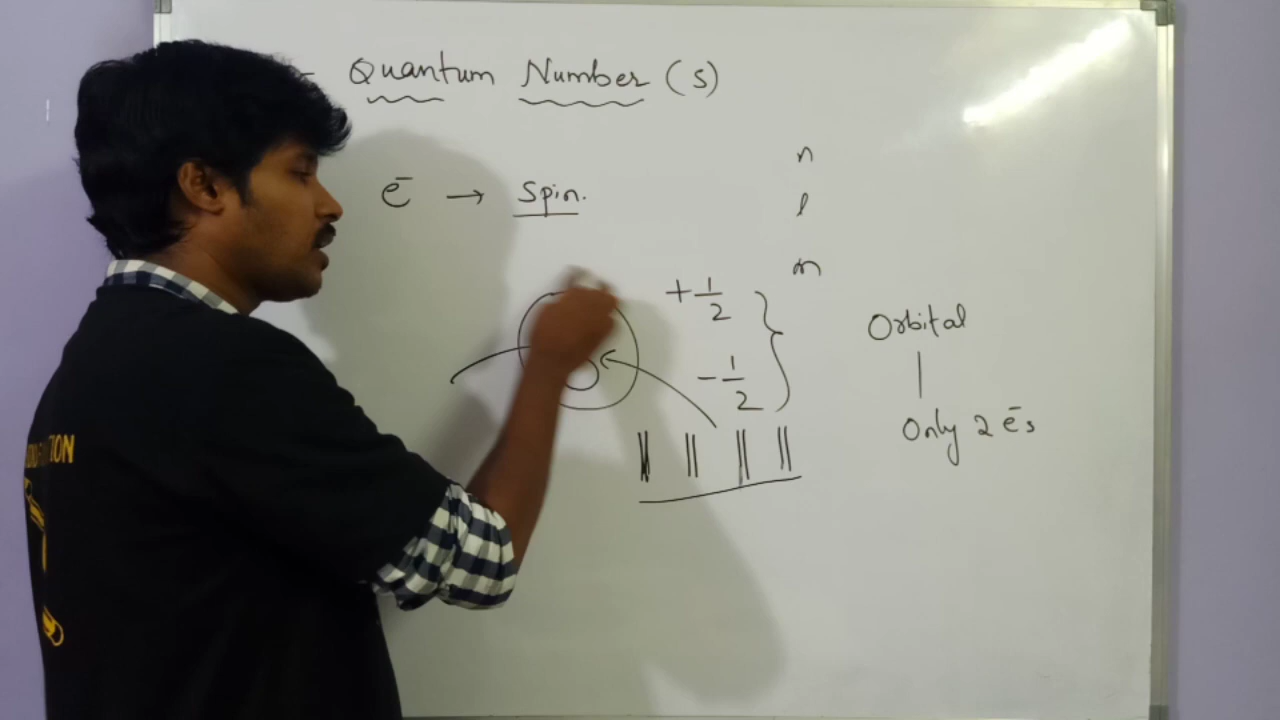 Quantum Number (s)
n
e⁻ → Spin.
l
m
+1/2
Orbital
-1/2
Only 2 e⁻s